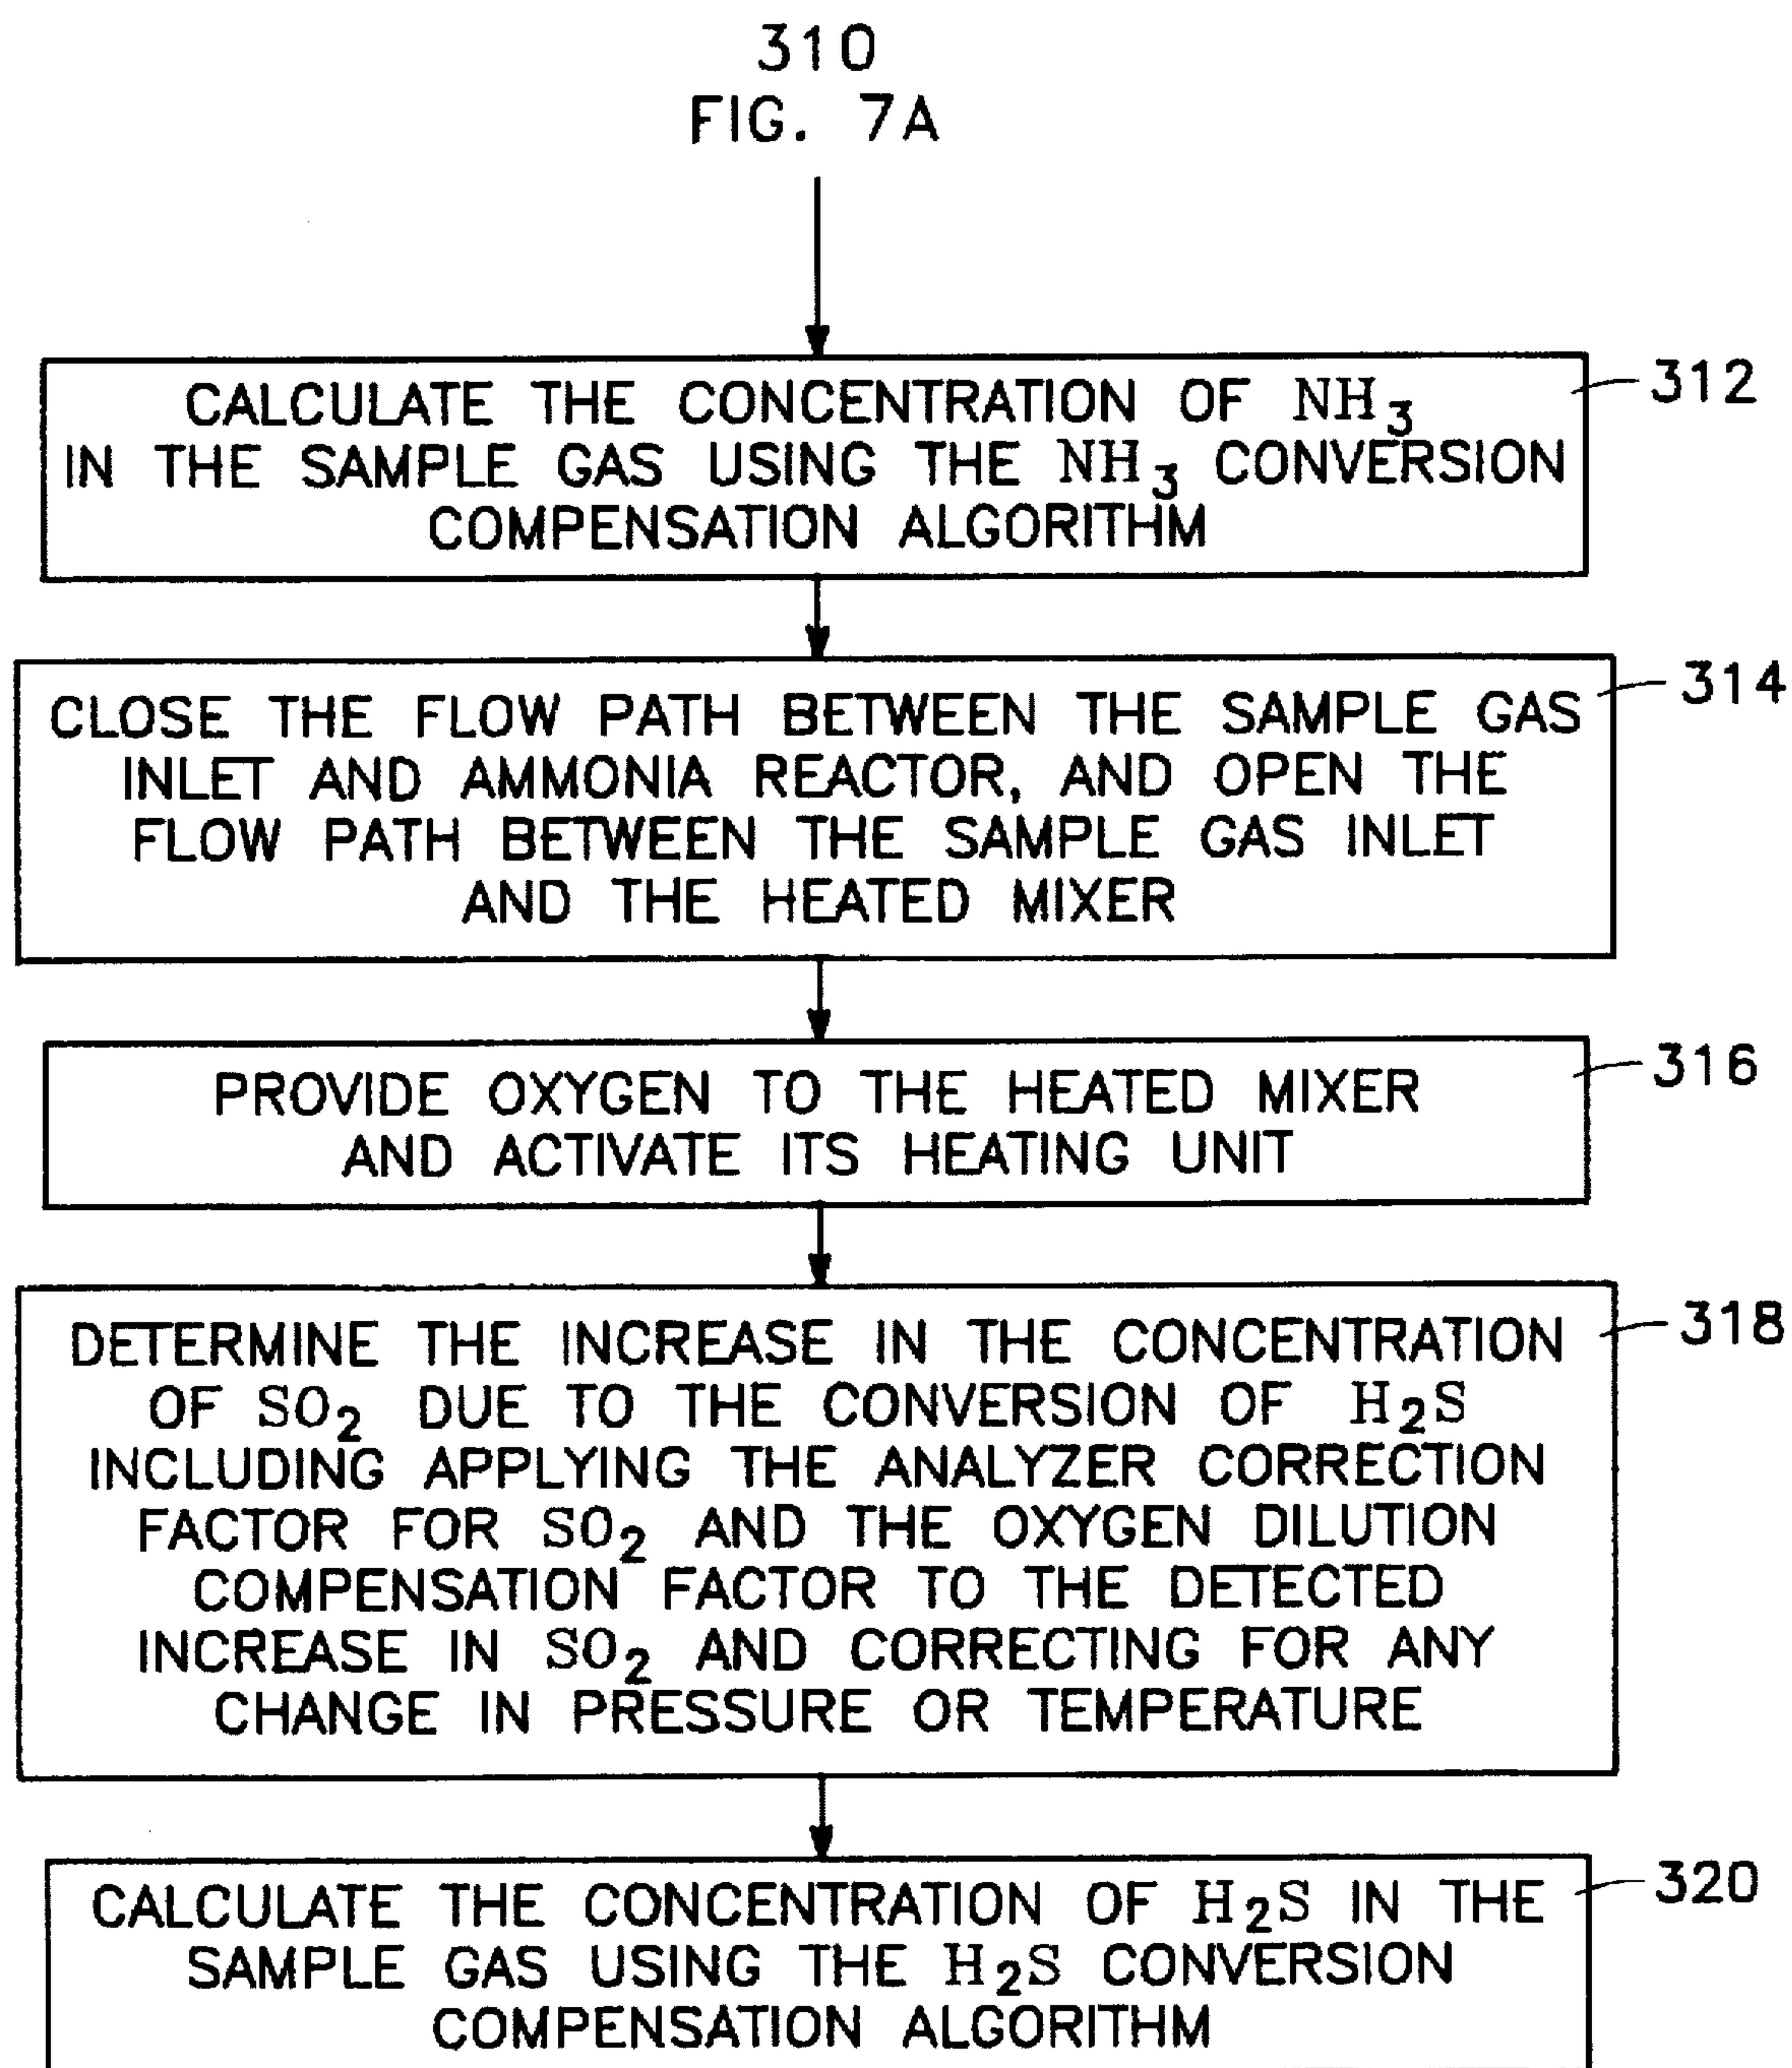 310
FIG. 7A
CALCULATE THE CONCENTRATION OF NH₃
IN THE SAMPLE GAS USING THE NH₃ CONVERSION
COMPENSATION ALGORITHM
312
CLOSE THE FLOW PATH BETWEEN THE SAMPLE GAS
INLET AND AMMONIA REACTOR, AND OPEN THE
FLOW PATH BETWEEN THE SAMPLE GAS INLET
AND THE HEATED MIXER
314
PROVIDE OXYGEN TO THE HEATED MIXER
AND ACTIVATE ITS HEATING UNIT
316
DETERMINE THE INCREASE IN THE CONCENTRATION
OF SO₂ DUE TO THE CONVERSION OF H₂S
INCLUDING APPLYING THE ANALYZER CORRECTION
FACTOR FOR SO₂ AND THE OXYGEN DILUTION
COMPENSATION FACTOR TO THE DETECTED
INCREASE IN SO₂ AND CORRECTING FOR ANY
CHANGE IN PRESSURE OR TEMPERATURE
318
CALCULATE THE CONCENTRATION OF H₂S IN THE
SAMPLE GAS USING THE H₂S CONVERSION
COMPENSATION ALGORITHM
320